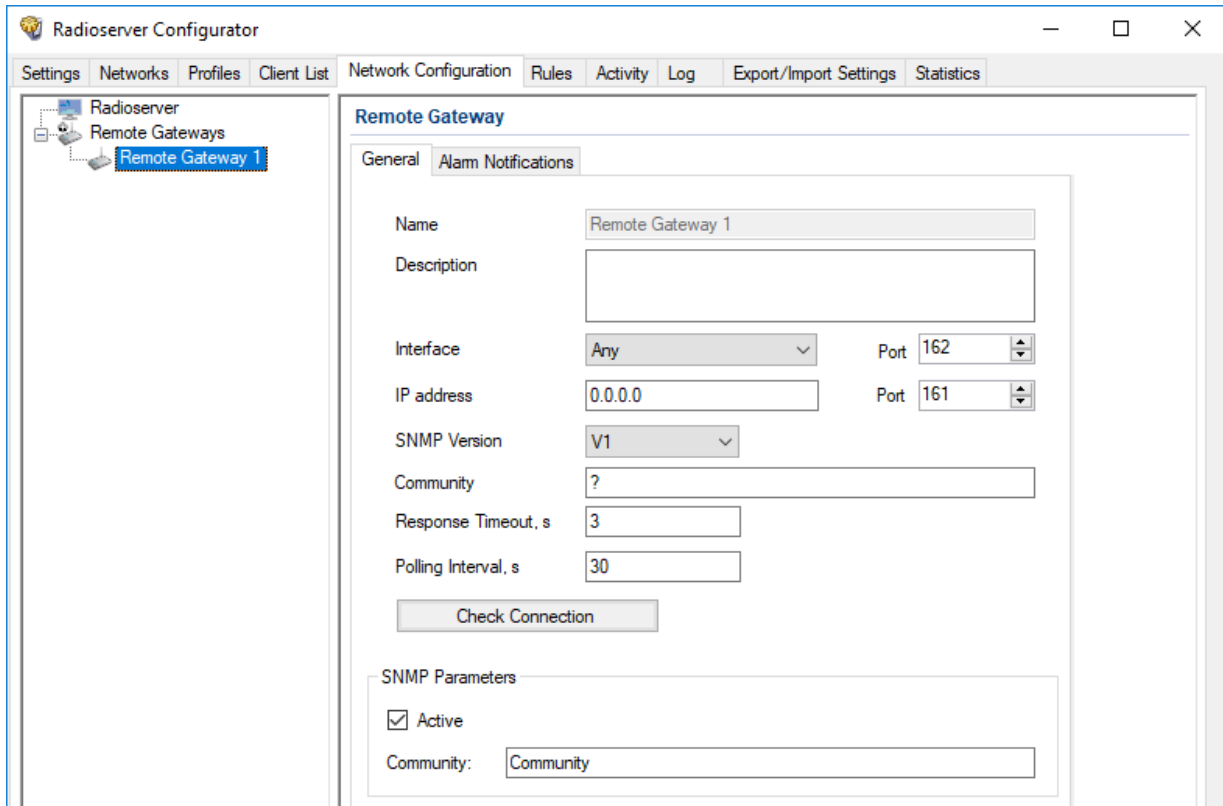 Radioserver Configurator
Settings Networks Profiles Client List Network Configuration Rules Activity Log Export/Import Settings Statistics
Radioserver
Remote Gateways
Remote Gateway 1
Remote Gateway
General Alarm Notifications
Name Remote Gateway 1
Description
Interface Any Port 162
IP address 0.0.0.0 Port 161
SNMP Version V1
Community ?
Response Timeout, s 3
Polling Interval, s 30
Check Connection
SNMP Parameters
Active
Community: Community